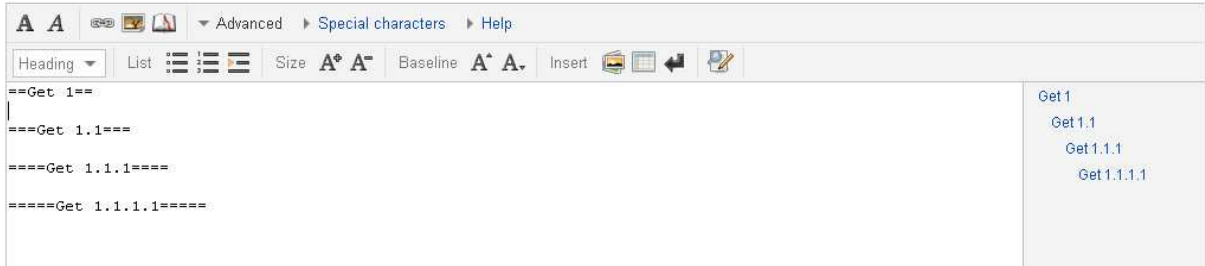 A A Advanced Special characters Help
Heading List Size A A Baseline A A Insert
==Get 1==
===Get 1.1===
====Get 1.1.1====
=====Get 1.1.1.1=====
Get 1
Get 1.1
Get 1.1.1
Get 1.1.1.1